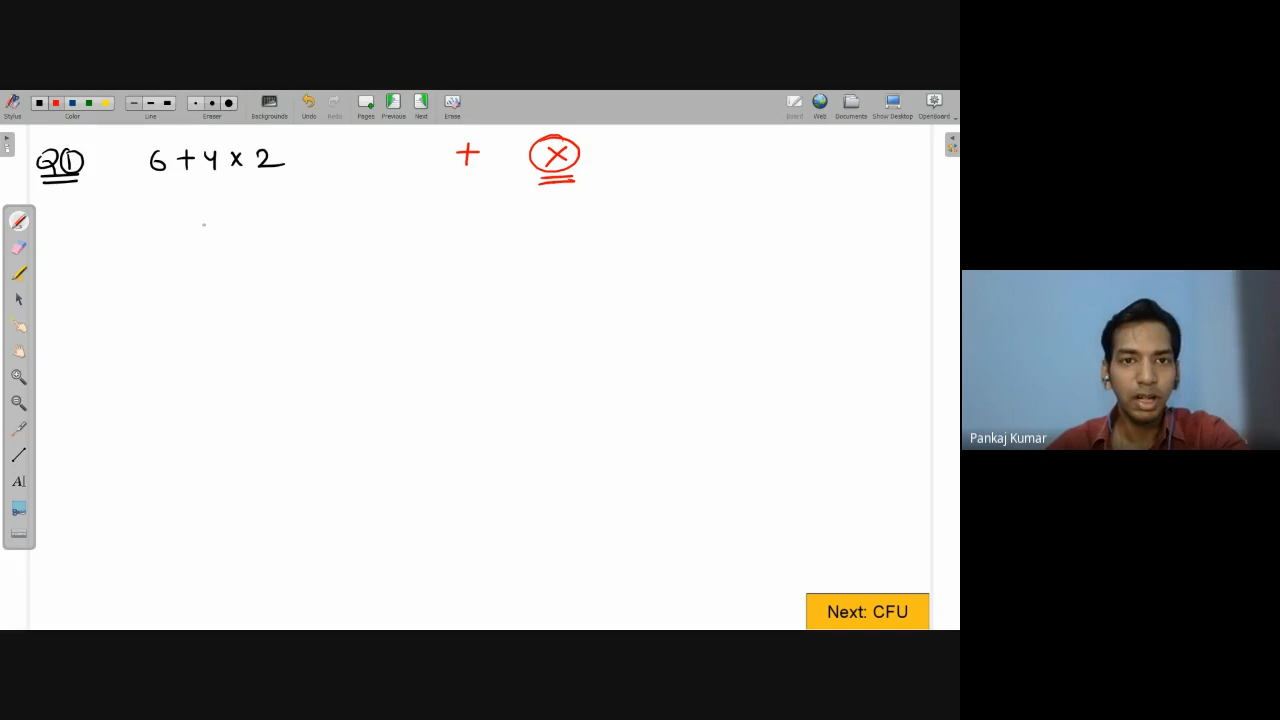 Stylus Color Line Eraser Backgrounds Undo Redo Pages Previous Next Erase Board Web Documents Show Desktop OpenBoard
Q① 6 + 4 × 2 + ×
Pankaj Kumar
Next: CFU